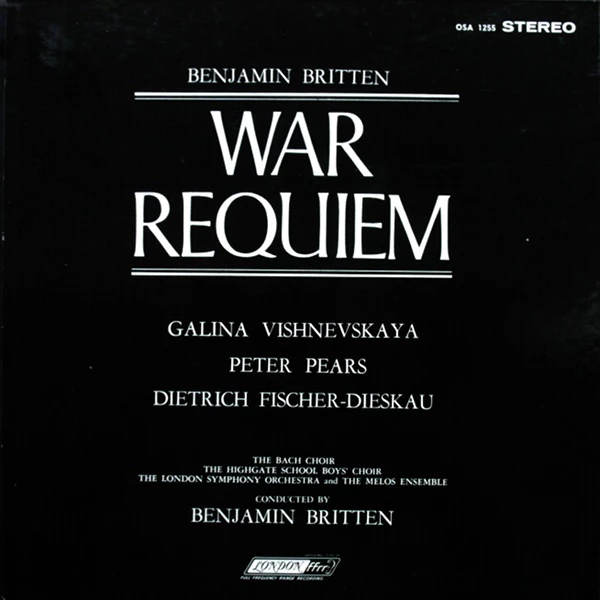 OSA 1255 STEREO
BENJAMIN BRITTEN
WAR
REQUIEM
GALINA VISHNEVSKAYA
PETER PEARS
DIETRICH FISCHER-DIESKAU
THE BACH CHOIR
THE HIGHGATE SCHOOL BOYS' CHOIR
THE LONDON SYMPHONY ORCHESTRA and THE MELOS ENSEMBLE
CONDUCTED BY
BENJAMIN BRITTEN
LONDON ffrr
FULL FREQUENCY RANGE RECORDING